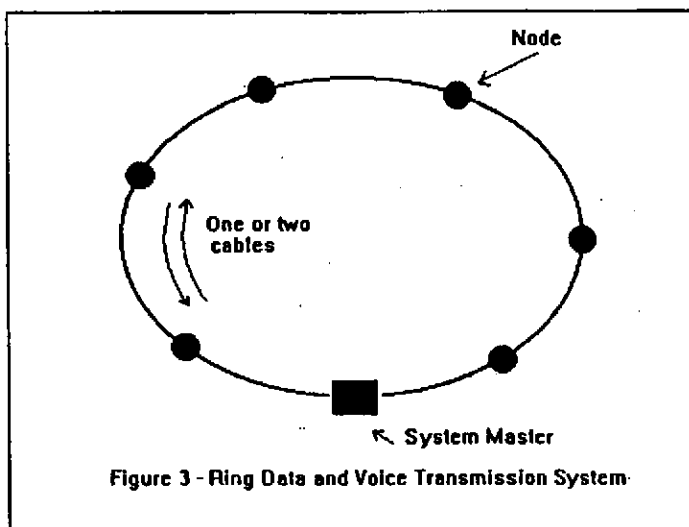 Node
One or two
cables
System Master
Figure 3 - Ring Data and Voice Transmission System